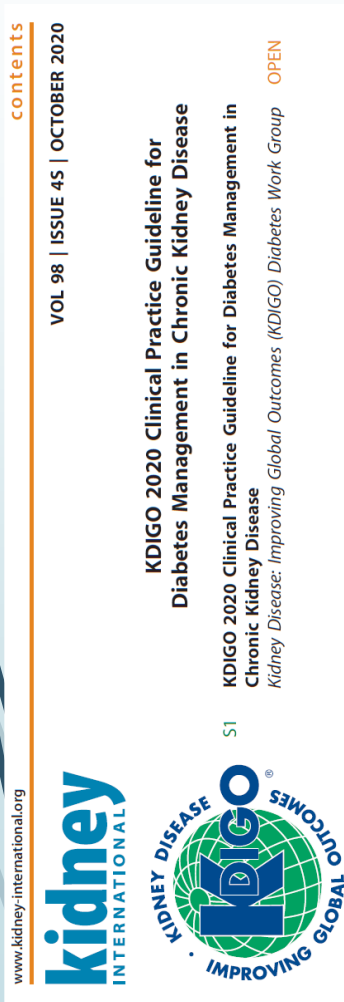 www.kidney-international.org
contents
kidney
INTERNATIONAL
VOL 98 | ISSUE 4S | OCTOBER 2020
KDIGO 2020 Clinical Practice Guideline for
Diabetes Management in Chronic Kidney Disease
S1 KDIGO 2020 Clinical Practice Guideline for Diabetes Management in
Chronic Kidney Disease
Kidney Disease: Improving Global Outcomes (KDIGO) Diabetes Work Group OPEN
KIDNEY DISEASE
KDIGO®
IMPROVING GLOBAL OUTCOMES